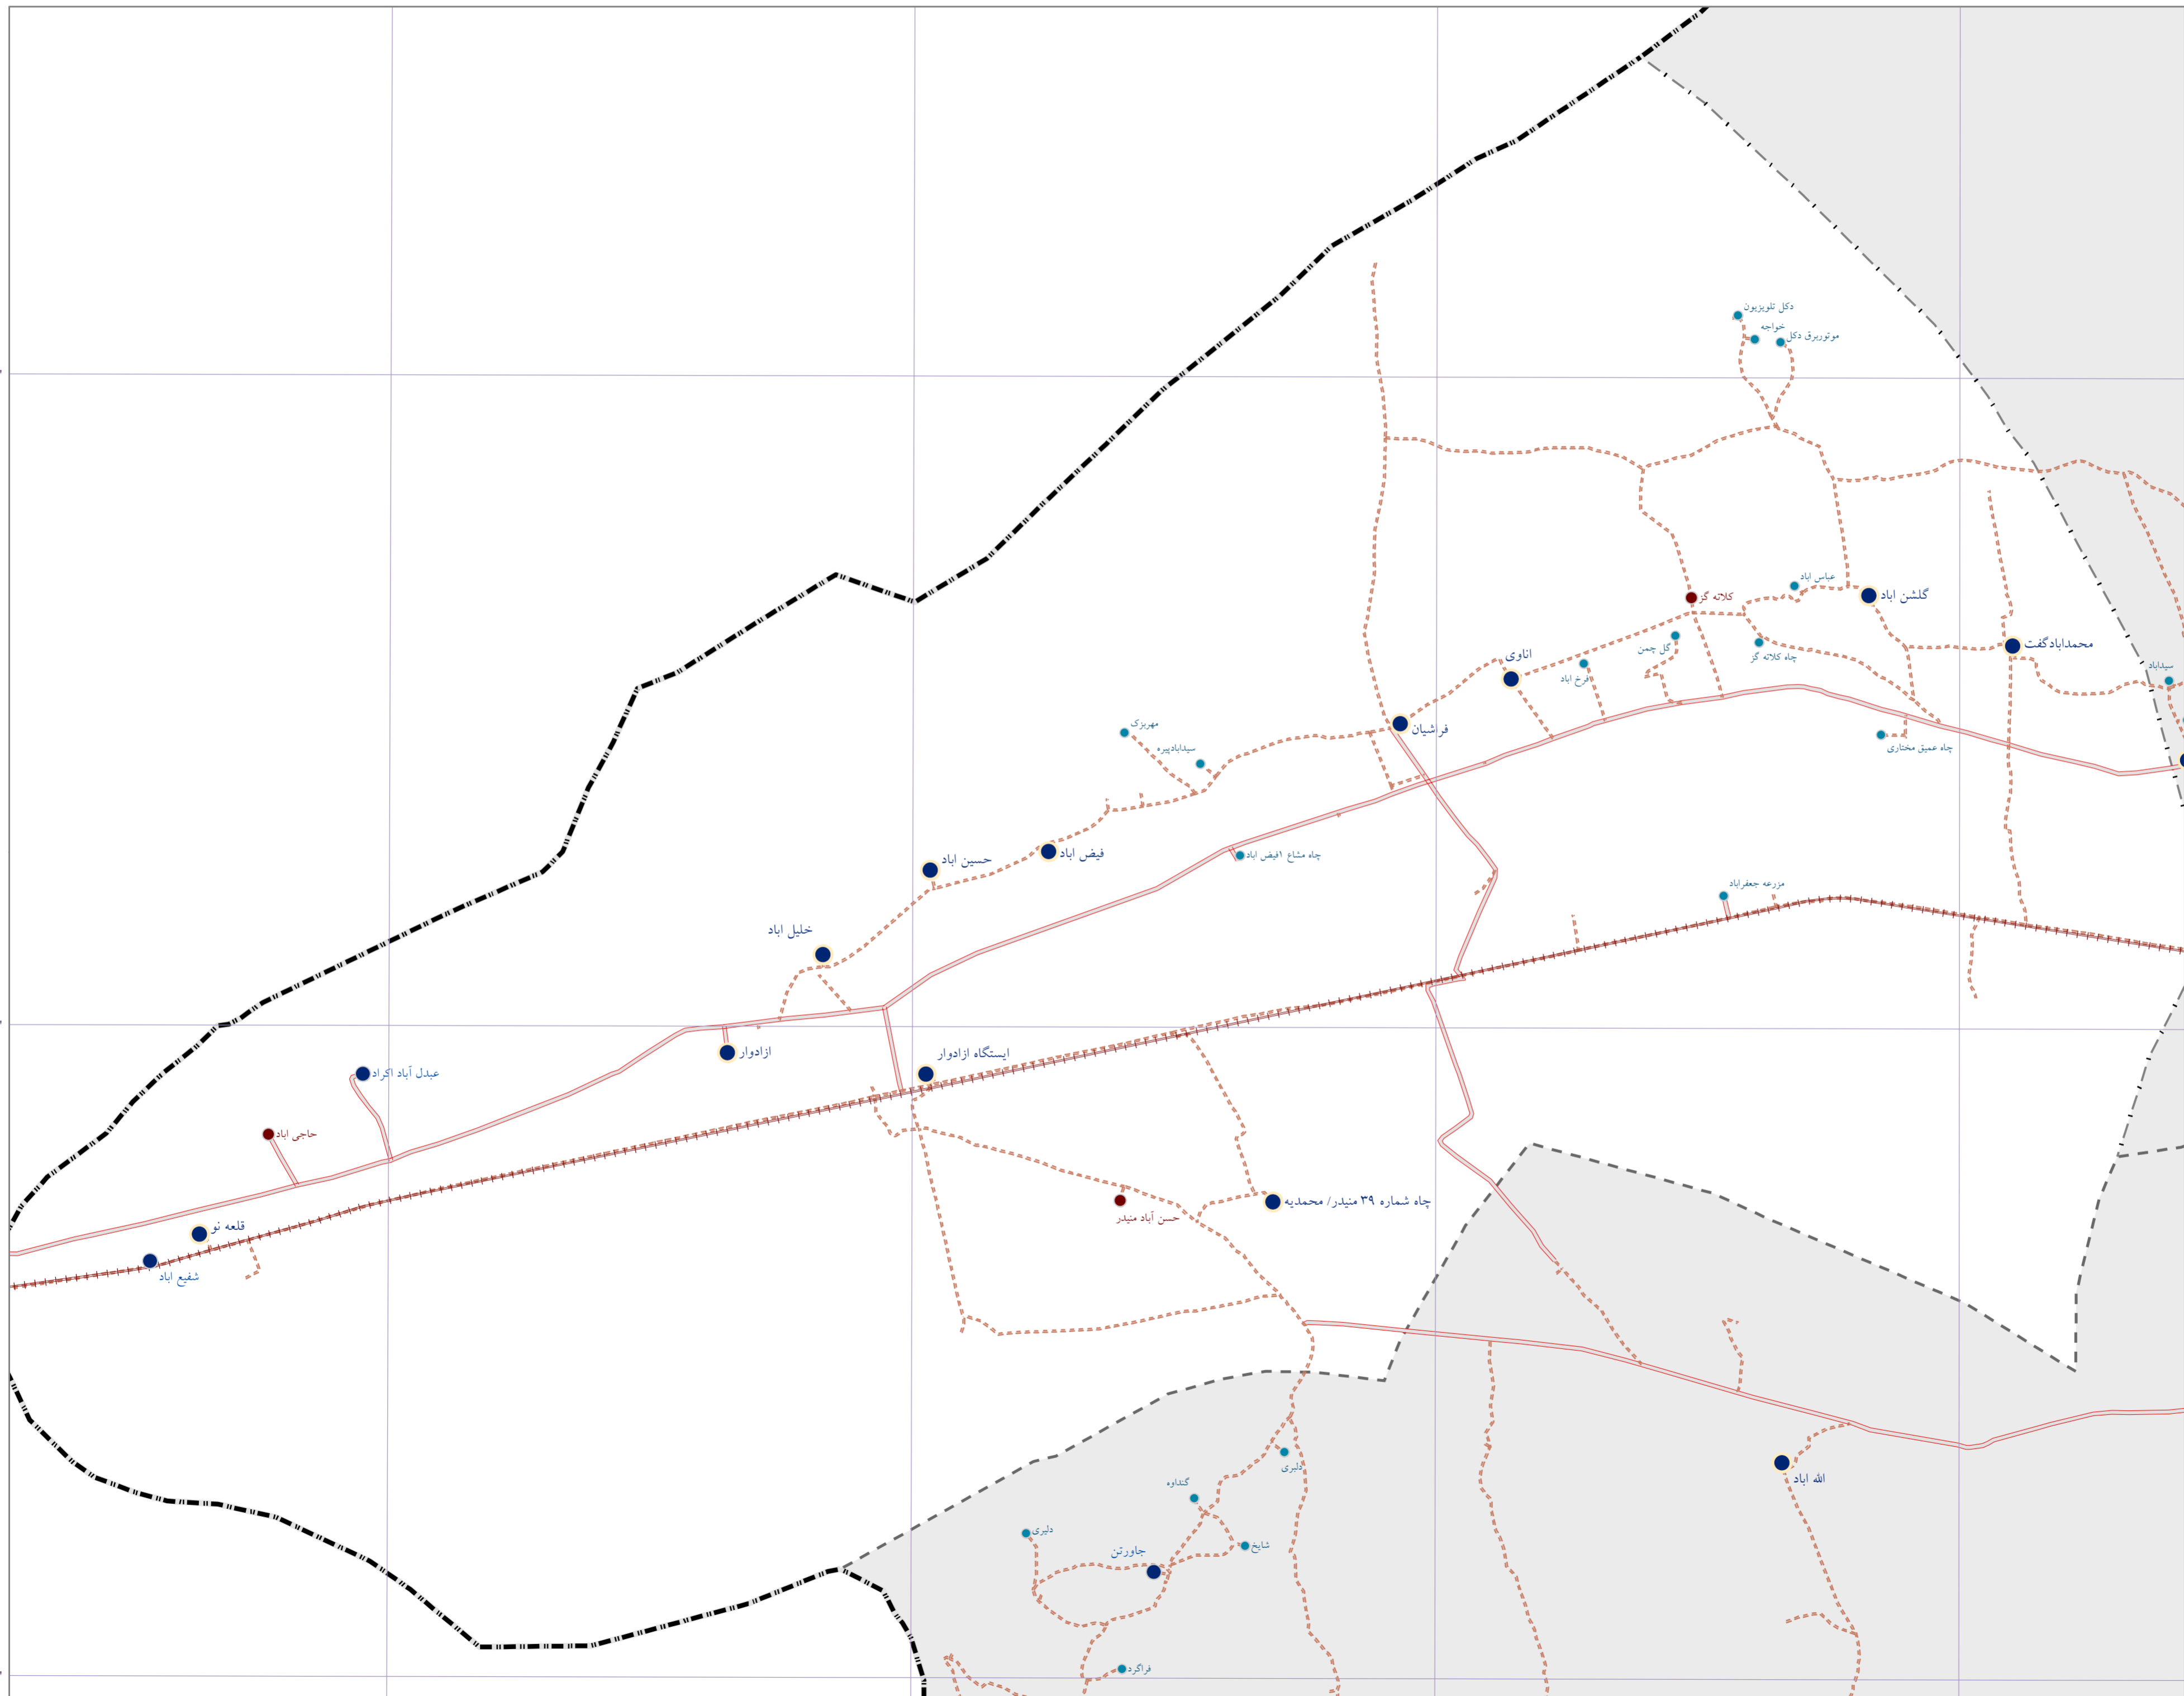 دکل تلویزیون
خواجه
موتوربرق دکل
عباس اباد
گلشن اباد
کلاته گز
گل چمن
چاه کلاته گز
محمدابادگفت
اناوی
فرخ اباد
سیداباد
مهربزک
فراشیان
سیدابادپیره
چاه عمیق مختاری
فیض اباد
حسین اباد
چاه مشاع ۱فیض اباد
مزرعه جعفراباد
خلیل اباد
ازادوار
ایستگاه ازادوار
عبدل آباد اکراد
حاجی اباد
چاه شماره ۳۹ منیدر/ محمدیه
حسن آباد منیدر
قلعه نو
شفیع اباد
دلبری
الله اباد
گنداوه
دلبری
شایخ
جاورتن
فراگرد